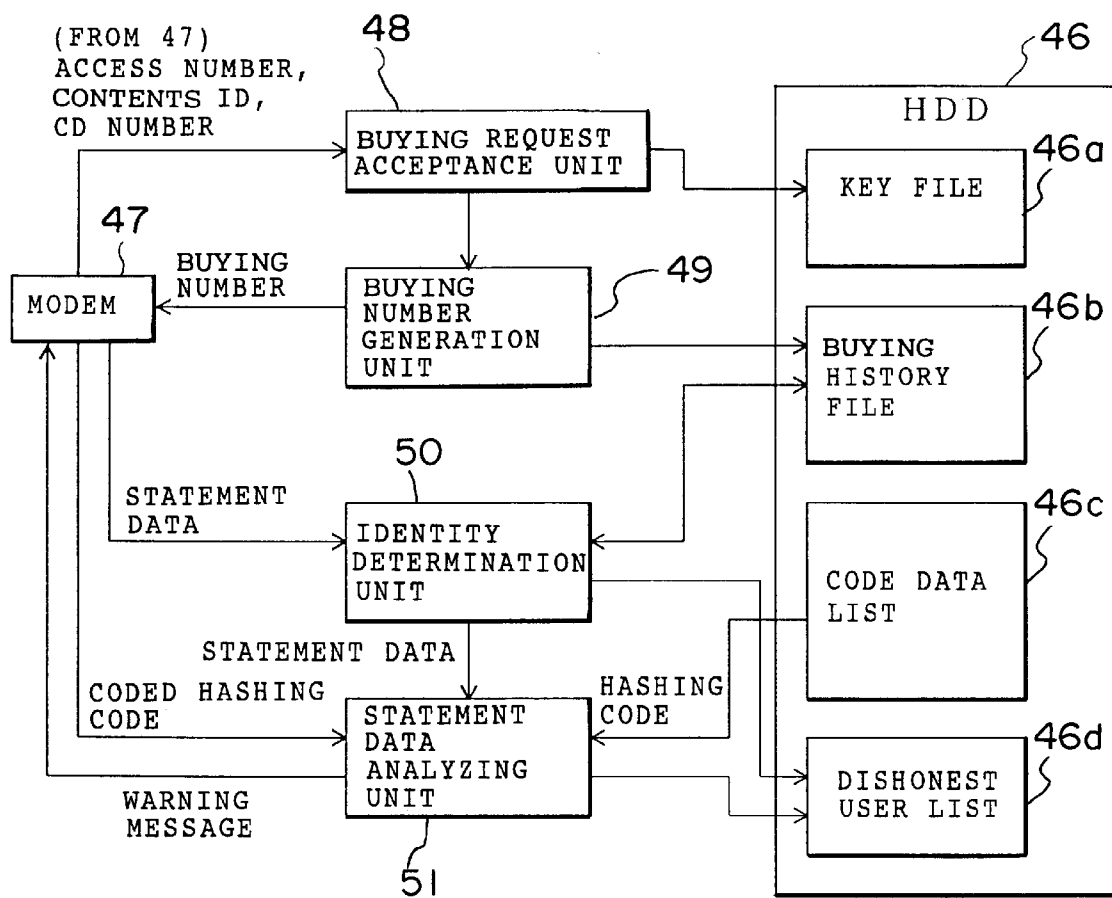 (FROM 47)
ACCESS NUMBER,
CONTENTS ID,
CD NUMBER
48
BUYING REQUEST
ACCEPTANCE UNIT
46
HDD
46a
KEY FILE
47
MODEM
BUYING
NUMBER
BUYING
NUMBER
GENERATION
UNIT
49
46b
BUYING
HISTORY
FILE
50
STATEMENT
DATA
IDENTITY
DETERMINATION
UNIT
46c
CODE DATA
LIST
STATEMENT DATA
CODED HASHING
CODE
HASHING
CODE
STATEMENT
DATA
ANALYZING
UNIT
46d
DISHONEST
USER LIST
WARNING
MESSAGE
51